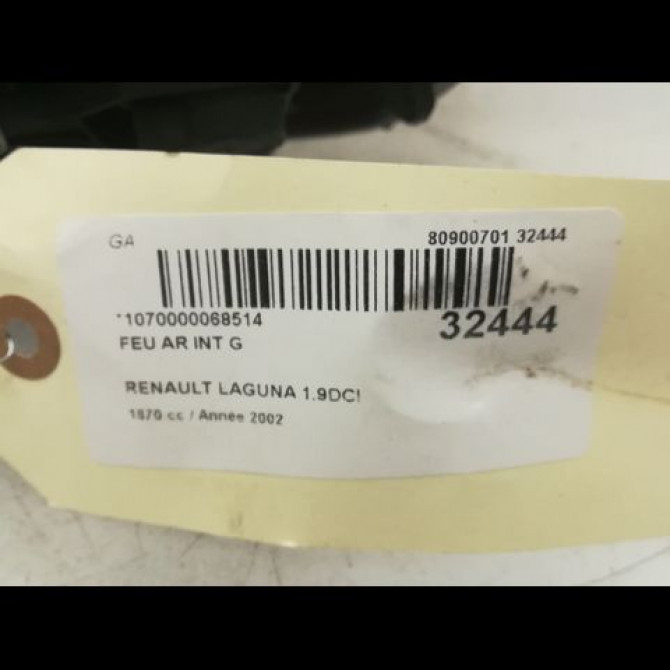 GA 80900701 32444
*1070000068514 32444
FEU AR INT G
RENAULT LAGUNA 1.9DCI
1870 cc / Année 2002